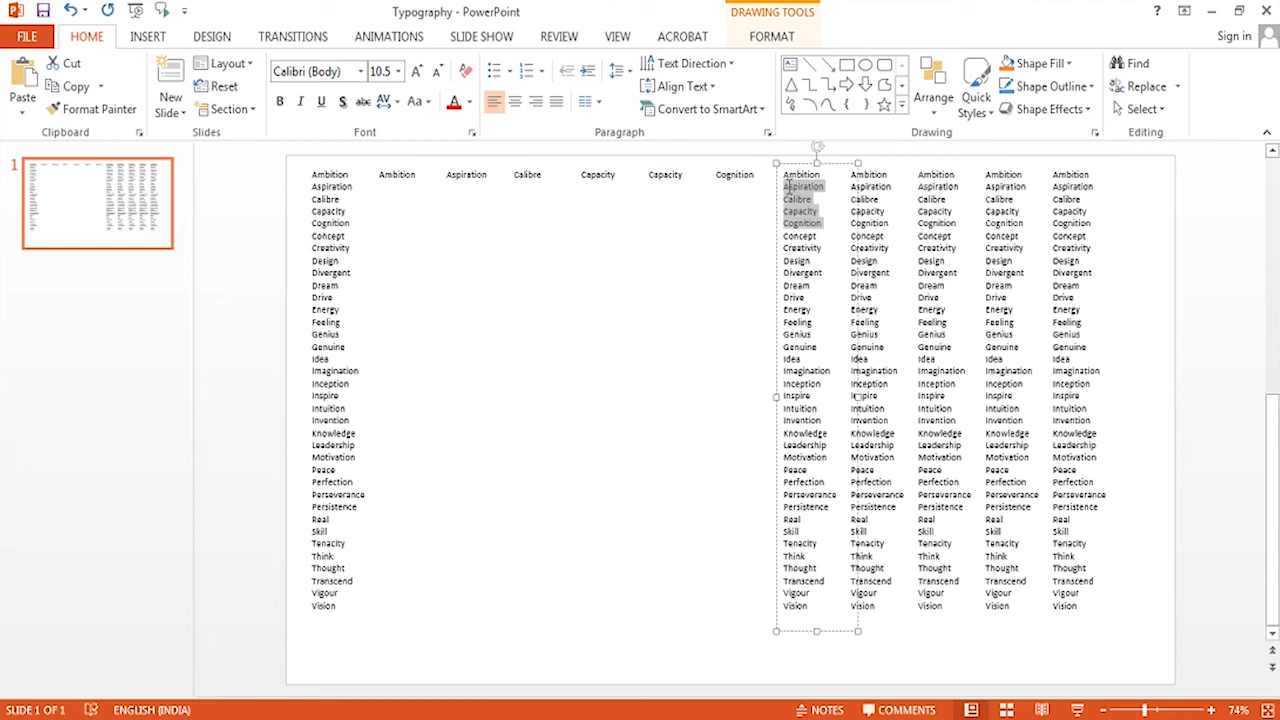 Typography - PowerPoint
DRAWING TOOLS
?
FILE HOME INSERT DESIGN TRANSITIONS ANIMATIONS SLIDE SHOW REVIEW VIEW ACROBAT FORMAT Sign in
Paste
Cut
Copy
Format Painter
Clipboard
New Slide
Layout
Reset
Section
Slides
Calibri (Body) 10.5
B I U S abc AV Aa A
Font
Text Direction
Align Text
Convert to SmartArt
Paragraph
Arrange
Quick Styles
Shape Fill
Shape Outline
Shape Effects
Drawing
Find
Replace
Select
Editing
1
Ambition Ambition Aspiration Calibre Capacity Capacity Cognition Ambition Ambition Ambition Ambition Ambition
Aspiration Aspiration Aspiration Aspiration Aspiration Aspiration
Calibre Calibre Calibre Calibre Calibre Calibre
Capacity Capacity Capacity Capacity Capacity Capacity
Cognition Cognition Cognition Cognition Cognition Cognition
Concept Concept Concept Concept Concept Concept
Creativity Creativity Creativity Creativity Creativity Creativity
Design Design Design Design Design Design
Divergent Divergent Divergent Divergent Divergent Divergent
Dream Dream Dream Dream Dream Dream
Drive Drive Drive Drive Drive Drive
Energy Energy Energy Energy Energy Energy
Feeling Feeling Feeling Feeling Feeling Feeling
Genius Genius Genius Genius Genius Genius
Genuine Genuine Genuine Genuine Genuine Genuine
Idea Idea Idea Idea Idea Idea
Imagination Imagination Imagination Imagination Imagination Imagination
Inception Inception Inception Inception Inception Inception
Inspire Inspire Inspire Inspire Inspire Inspire
Intuition Intuition Intuition Intuition Intuition Intuition
Invention Invention Invention Invention Invention Invention
Knowledge Knowledge Knowledge Knowledge Knowledge Knowledge
Leadership Leadership Leadership Leadership Leadership Leadership
Motivation Motivation Motivation Motivation Motivation Motivation
Peace Peace Peace Peace Peace Peace
Perfection Perfection Perfection Perfection Perfection Perfection
Perseverance Perseverance Perseverance Perseverance Perseverance Perseverance
Persistence Persistence Persistence Persistence Persistence Persistence
Real Real Real Real Real Real
Skill Skill Skill Skill Skill Skill
Tenacity Tenacity Tenacity Tenacity Tenacity Tenacity
Think Think Think Think Think Think
Thought Thought Thought Thought Thought Thought
Transcend Transcend Transcend Transcend Transcend Transcend
Vigour Vigour Vigour Vigour Vigour Vigour
Vision Vision Vision Vision Vision Vision
SLIDE 1 OF 1 ENGLISH (INDIA) NOTES COMMENTS 74%